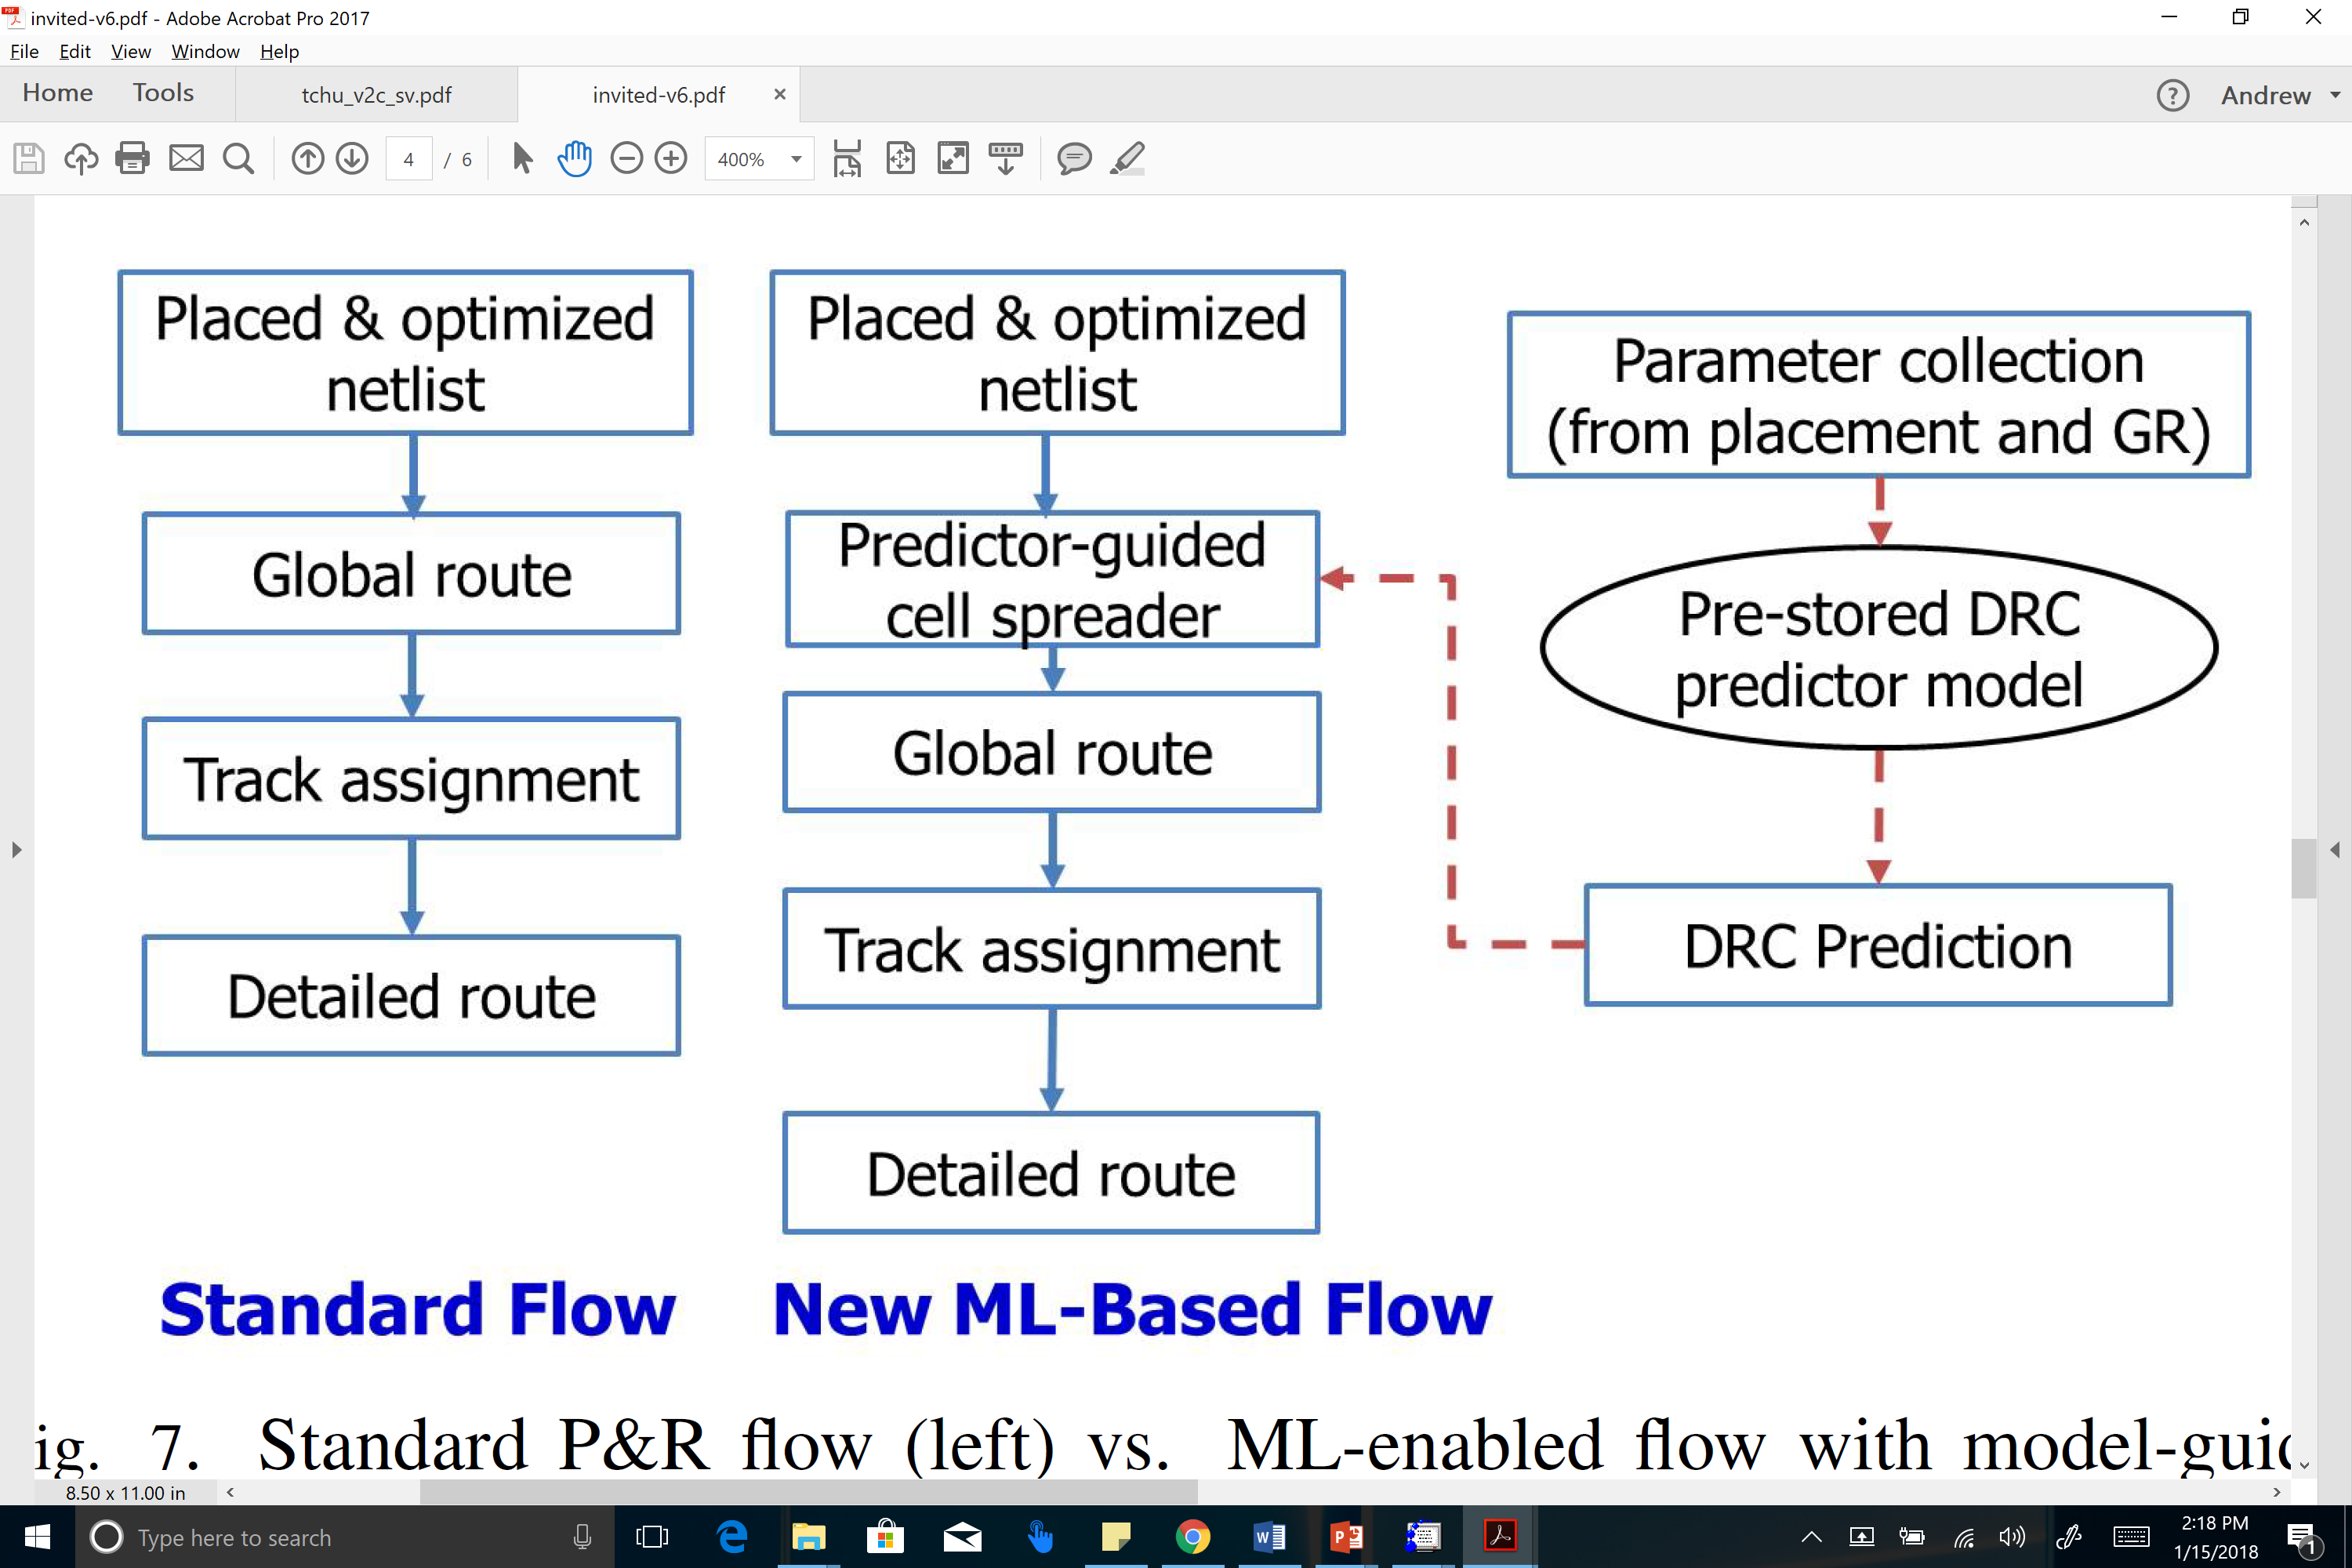 invited-v6.pdf - Adobe Acrobat Pro 2017
File Edit View Window Help
Home Tools tchu_v2c_sv.pdf invited-v6.pdf × ? Andrew
4 / 6 400%
Placed & optimized
netlist
Global route
Track assignment
Detailed route
Standard Flow
Placed & optimized
netlist
Predictor-guided
cell spreader
Global route
Track assignment
Detailed route
New ML-Based Flow
Parameter collection
(from placement and GR)
Pre-stored DRC
predictor model
DRC Prediction
ig. 7. Standard P&R flow (left) vs. ML-enabled flow with model-guid
8.50 x 11.00 in
Type here to search
2:18 PM
1/15/2018
1